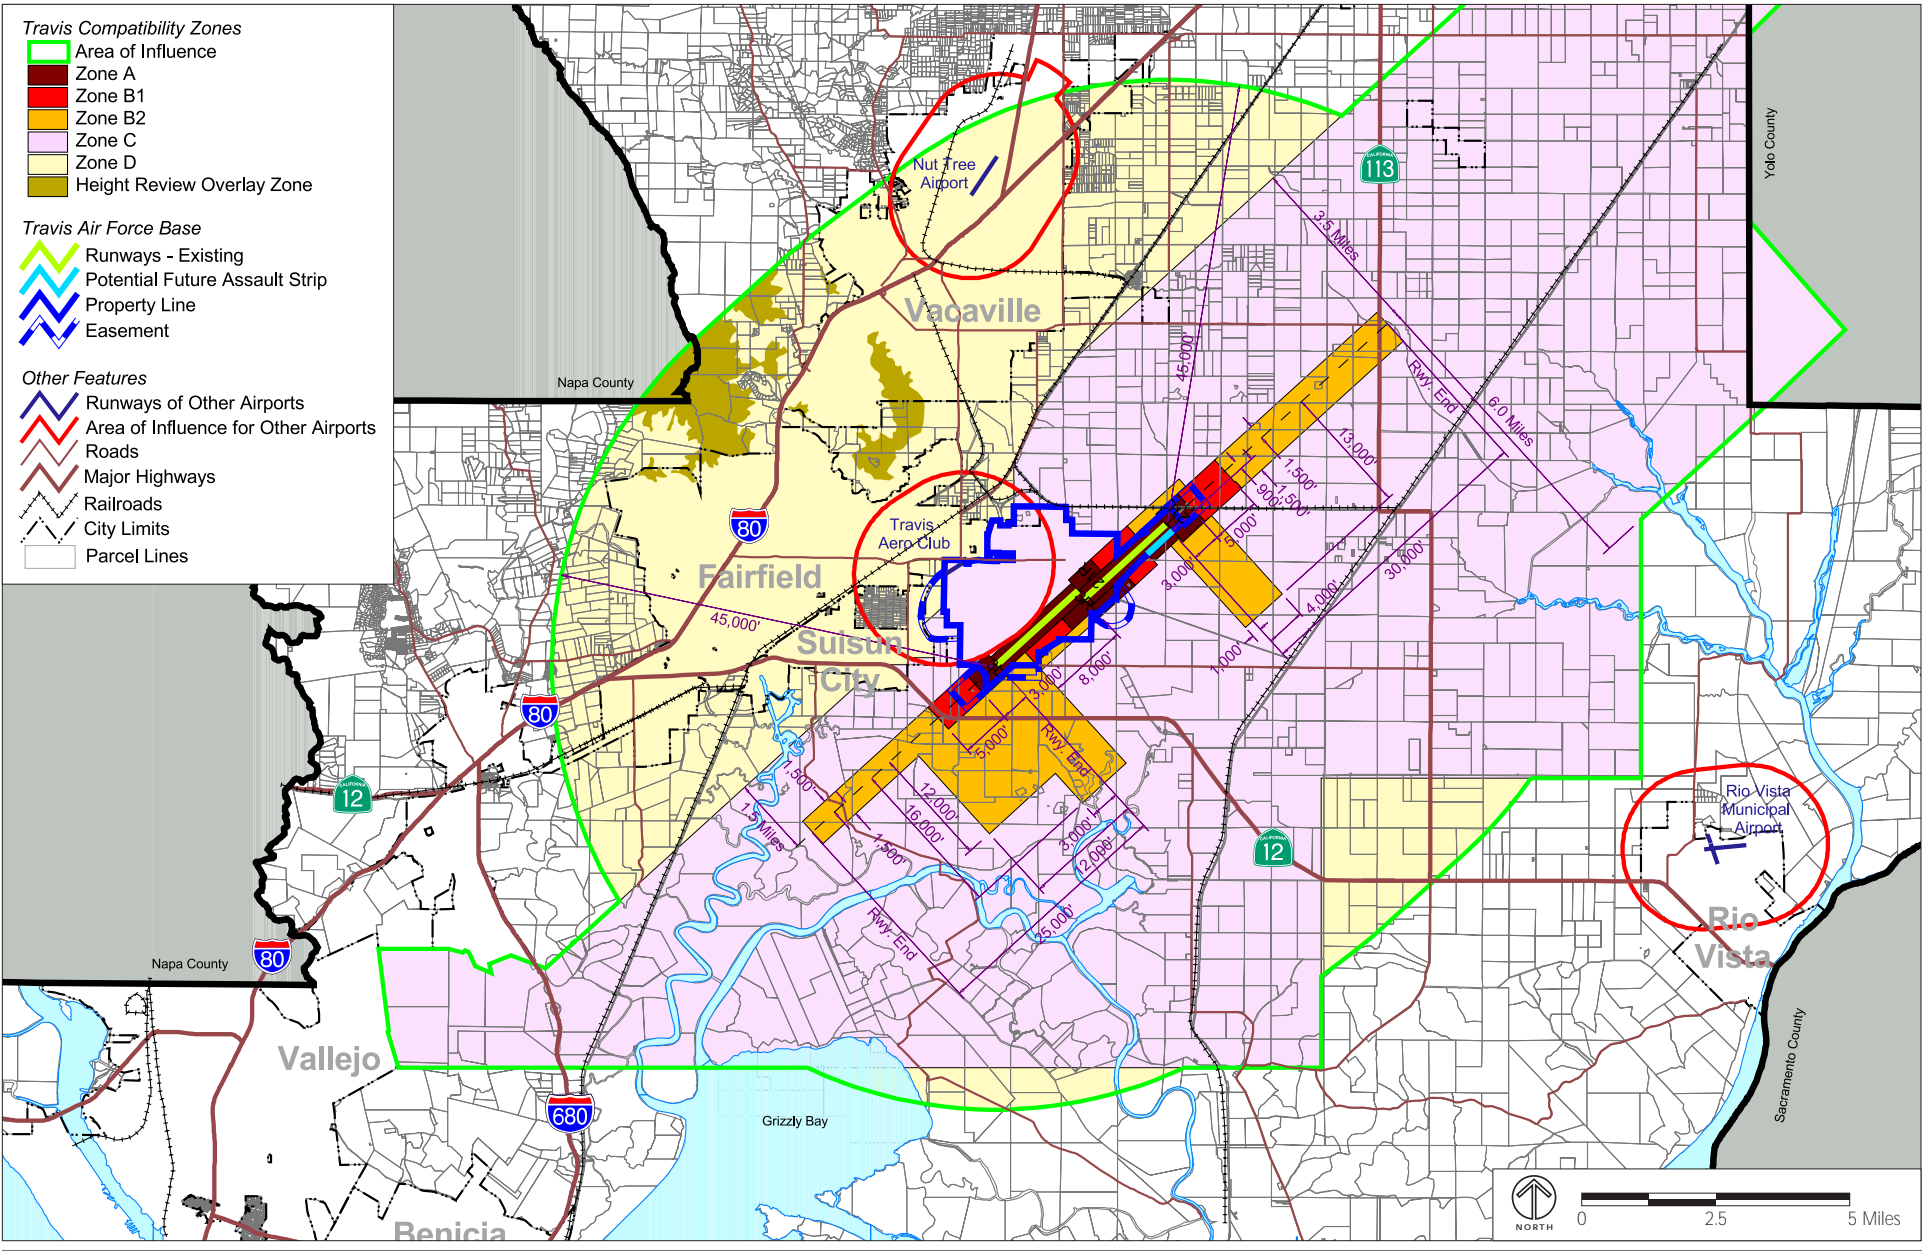 Travis Compatibility Zones
Area of Influence
Zone A
Zone B1
Zone B2
Zone C
Zone D
Height Review Overlay Zone
Travis Air Force Base
Runways - Existing
Potential Future Assault Strip
Property Line
Easement
Other Features
Runways of Other Airports
Area of Influence for Other Airports
Roads
Major Highways
Railroads
City Limits
Parcel Lines
Nut Tree
Airport
CALIFORNIA
113
Yolo County
3.5 Miles
Vacaville
45,000'
Napa County
Rwy. End
6.0 Miles
13,000'
1,500'
1,500'
900'
Travis
Aero Club
80
5,000'
3,000'
30,000'
4,000'
Fairfield
45,000'
Suisun
City
1,000'
8,000'
3,000'
80
5,000'
Rwy. End
CALIFORNIA
12
1,500'
1.5 Miles
12,000'
16,000'
1,500'
3,000'
12,000'
CALIFORNIA
12
Rio Vista
Municipal
Airport
Rwy. End
25,000'
Rio
Vista
80
Napa County
Vallejo
680
Grizzly Bay
Sacramento County
Benicia
NORTH
0
2.5
5 Miles